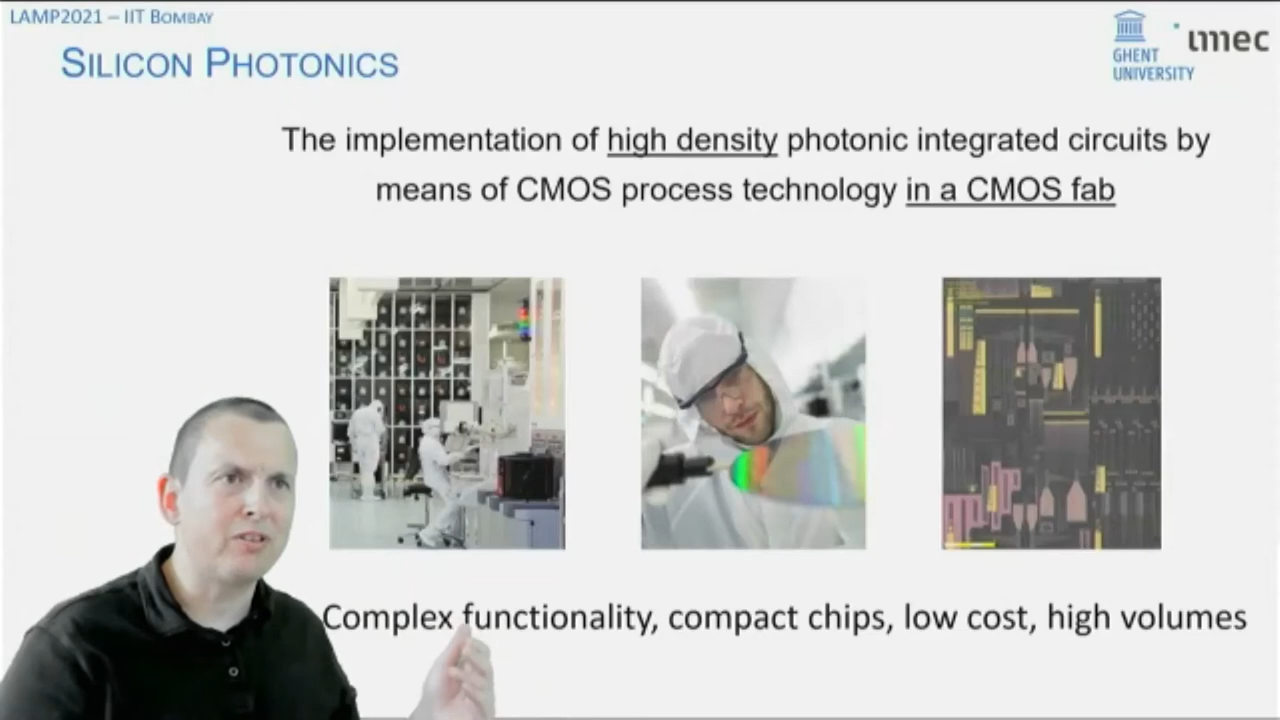 LAMP2021 – IIT BOMBAY
SILICON PHOTONICS
GHENT
UNIVERSITY
imec
The implementation of high density photonic integrated circuits by
means of CMOS process technology in a CMOS fab
Complex functionality, compact chips, low cost, high volumes